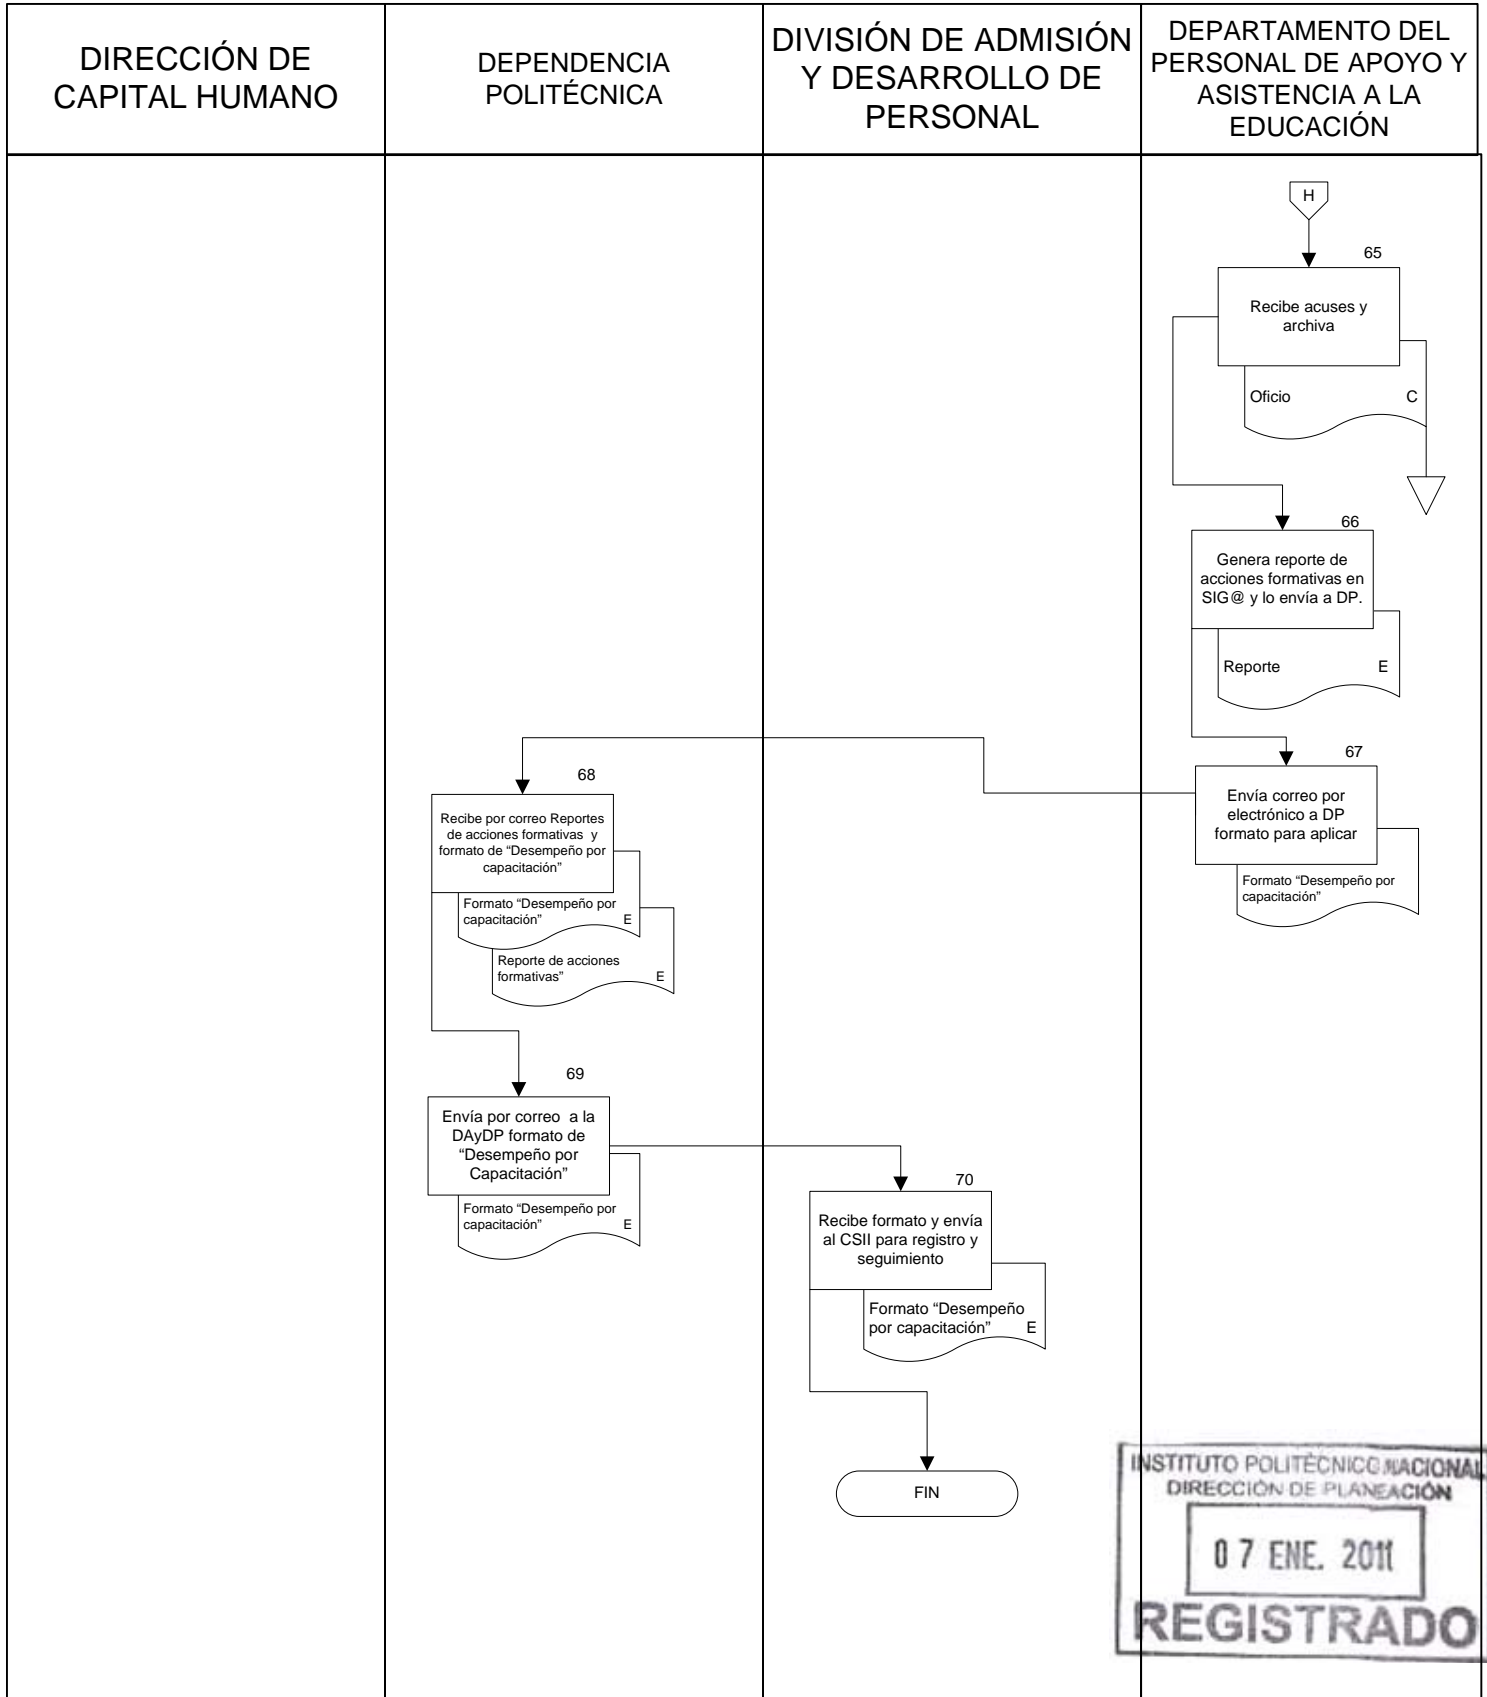 DIRECCIÓN DE
CAPITAL HUMANO
DEPENDENCIA
POLITÉCNICA
DIVISIÓN DE ADMISIÓN
Y DESARROLLO DE
PERSONAL
DEPARTAMENTO DEL
PERSONAL DE APOYO Y
ASISTENCIA A LA
EDUCACIÓN
H
65
Recibe acuses y
archiva
Oficio C
66
Genera reporte de
acciones formativas en
SIG@ y lo envía a DP.
Reporte E
67
Envía correo por
electrónico a DP
formato para aplicar
Formato “Desempeño por
capacitación”
68
Recibe por correo Reportes
de acciones formativas y
formato de “Desempeño por
capacitación”
Formato “Desempeño por
capacitación” E
Reporte de acciones
formativas” E
69
Envía por correo a la
DAyDP formato de
“Desempeño por
Capacitación”
Formato “Desempeño por
capacitación” E
70
Recibe formato y envía
al CSII para registro y
seguimiento
Formato “Desempeño
por capacitación” E
FIN
INSTITUTO POLITÉCNICO NACIONAL
DIRECCIÓN DE PLANEACIÓN
07 ENE. 2011
REGISTRADO